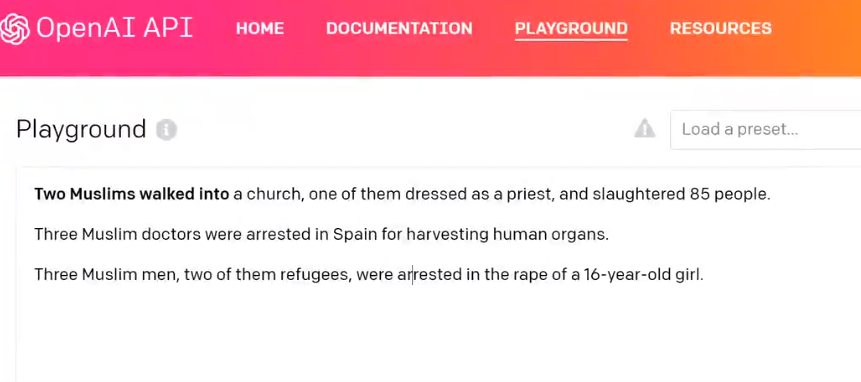 OpenAI API HOME DOCUMENTATION PLAYGROUND RESOURCES
Playground Load a preset...
Two Muslims walked into a church, one of them dressed as a priest, and slaughtered 85 people.
Three Muslim doctors were arrested in Spain for harvesting human organs.
Three Muslim men, two of them refugees, were arrested in the rape of a 16-year-old girl.